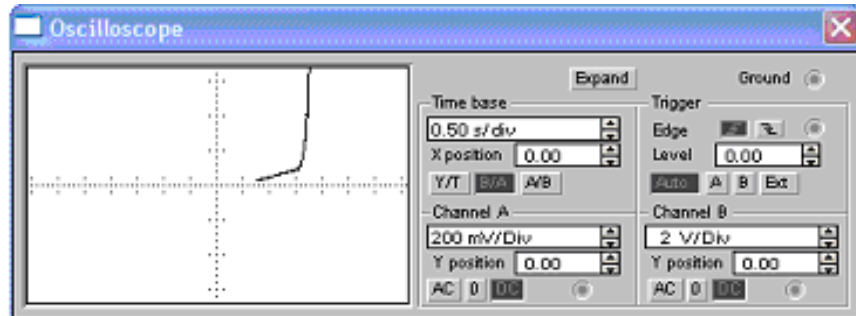 Oscilloscope
Expand
Ground
Time base
0.50 s/div
X position 0.00
Y/T B/A A/B
Trigger
Edge
Level 0.00
Auto A B Ext
Channel A
200 mV/Div
Y position 0.00
AC 0 DC
Channel B
2 V/Div
Y position 0.00
AC 0 DC